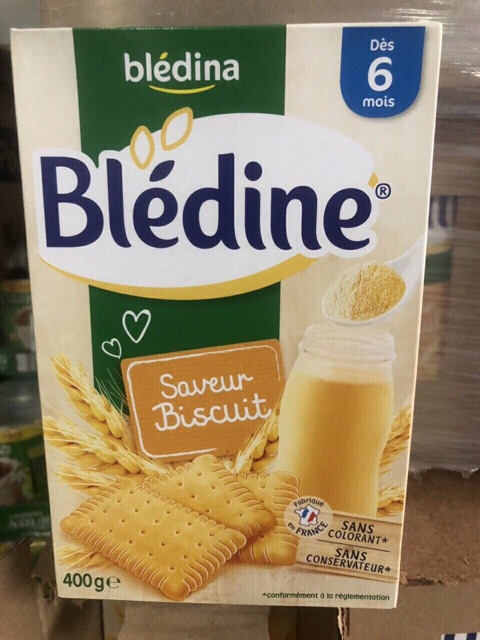 blédina
Dès
6
mois
Blédine®
Saveur
Biscuit
Fabriqué
en FRANCE
SANS
COLORANT*
SANS
CONSERVATEUR*
400g℮
*conformément à la réglementation